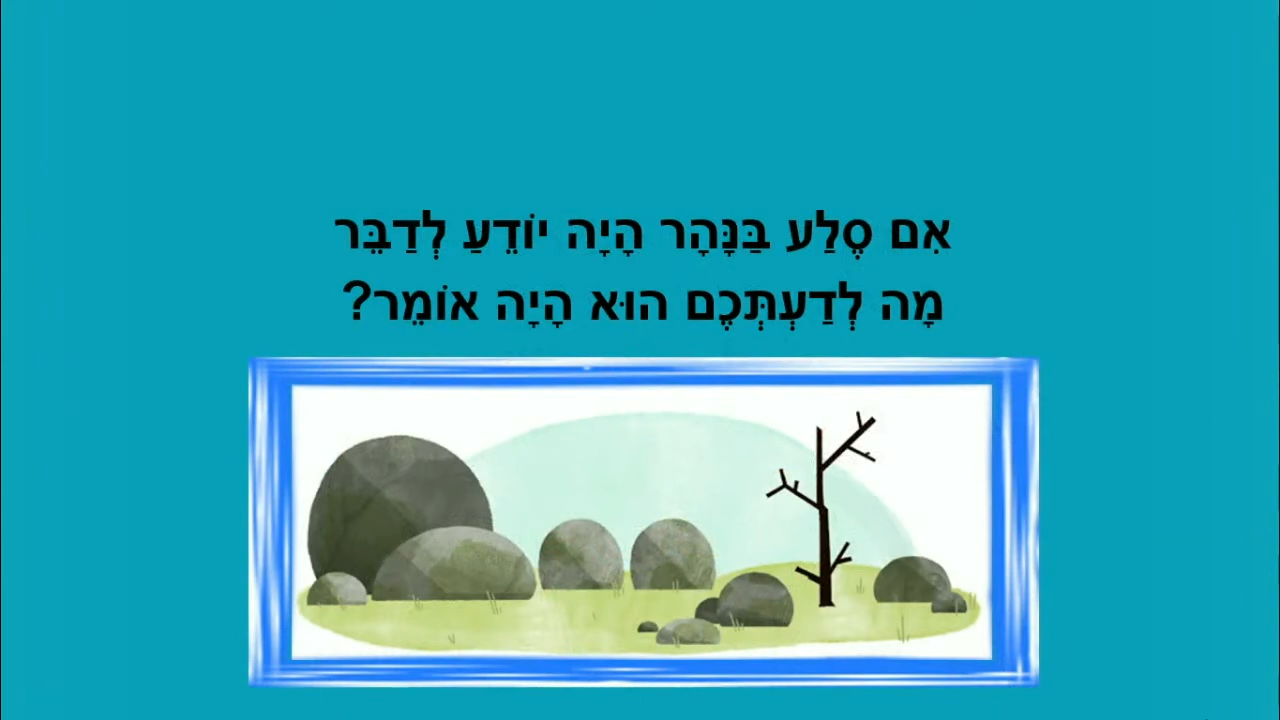 אִם סֶלַע בַּנָּהָר הָיָה יוֹדֵעַ לְדַבֵּר
מָה לְדַעְתְּכֶם הוּא הָיָה אוֹמֵר?